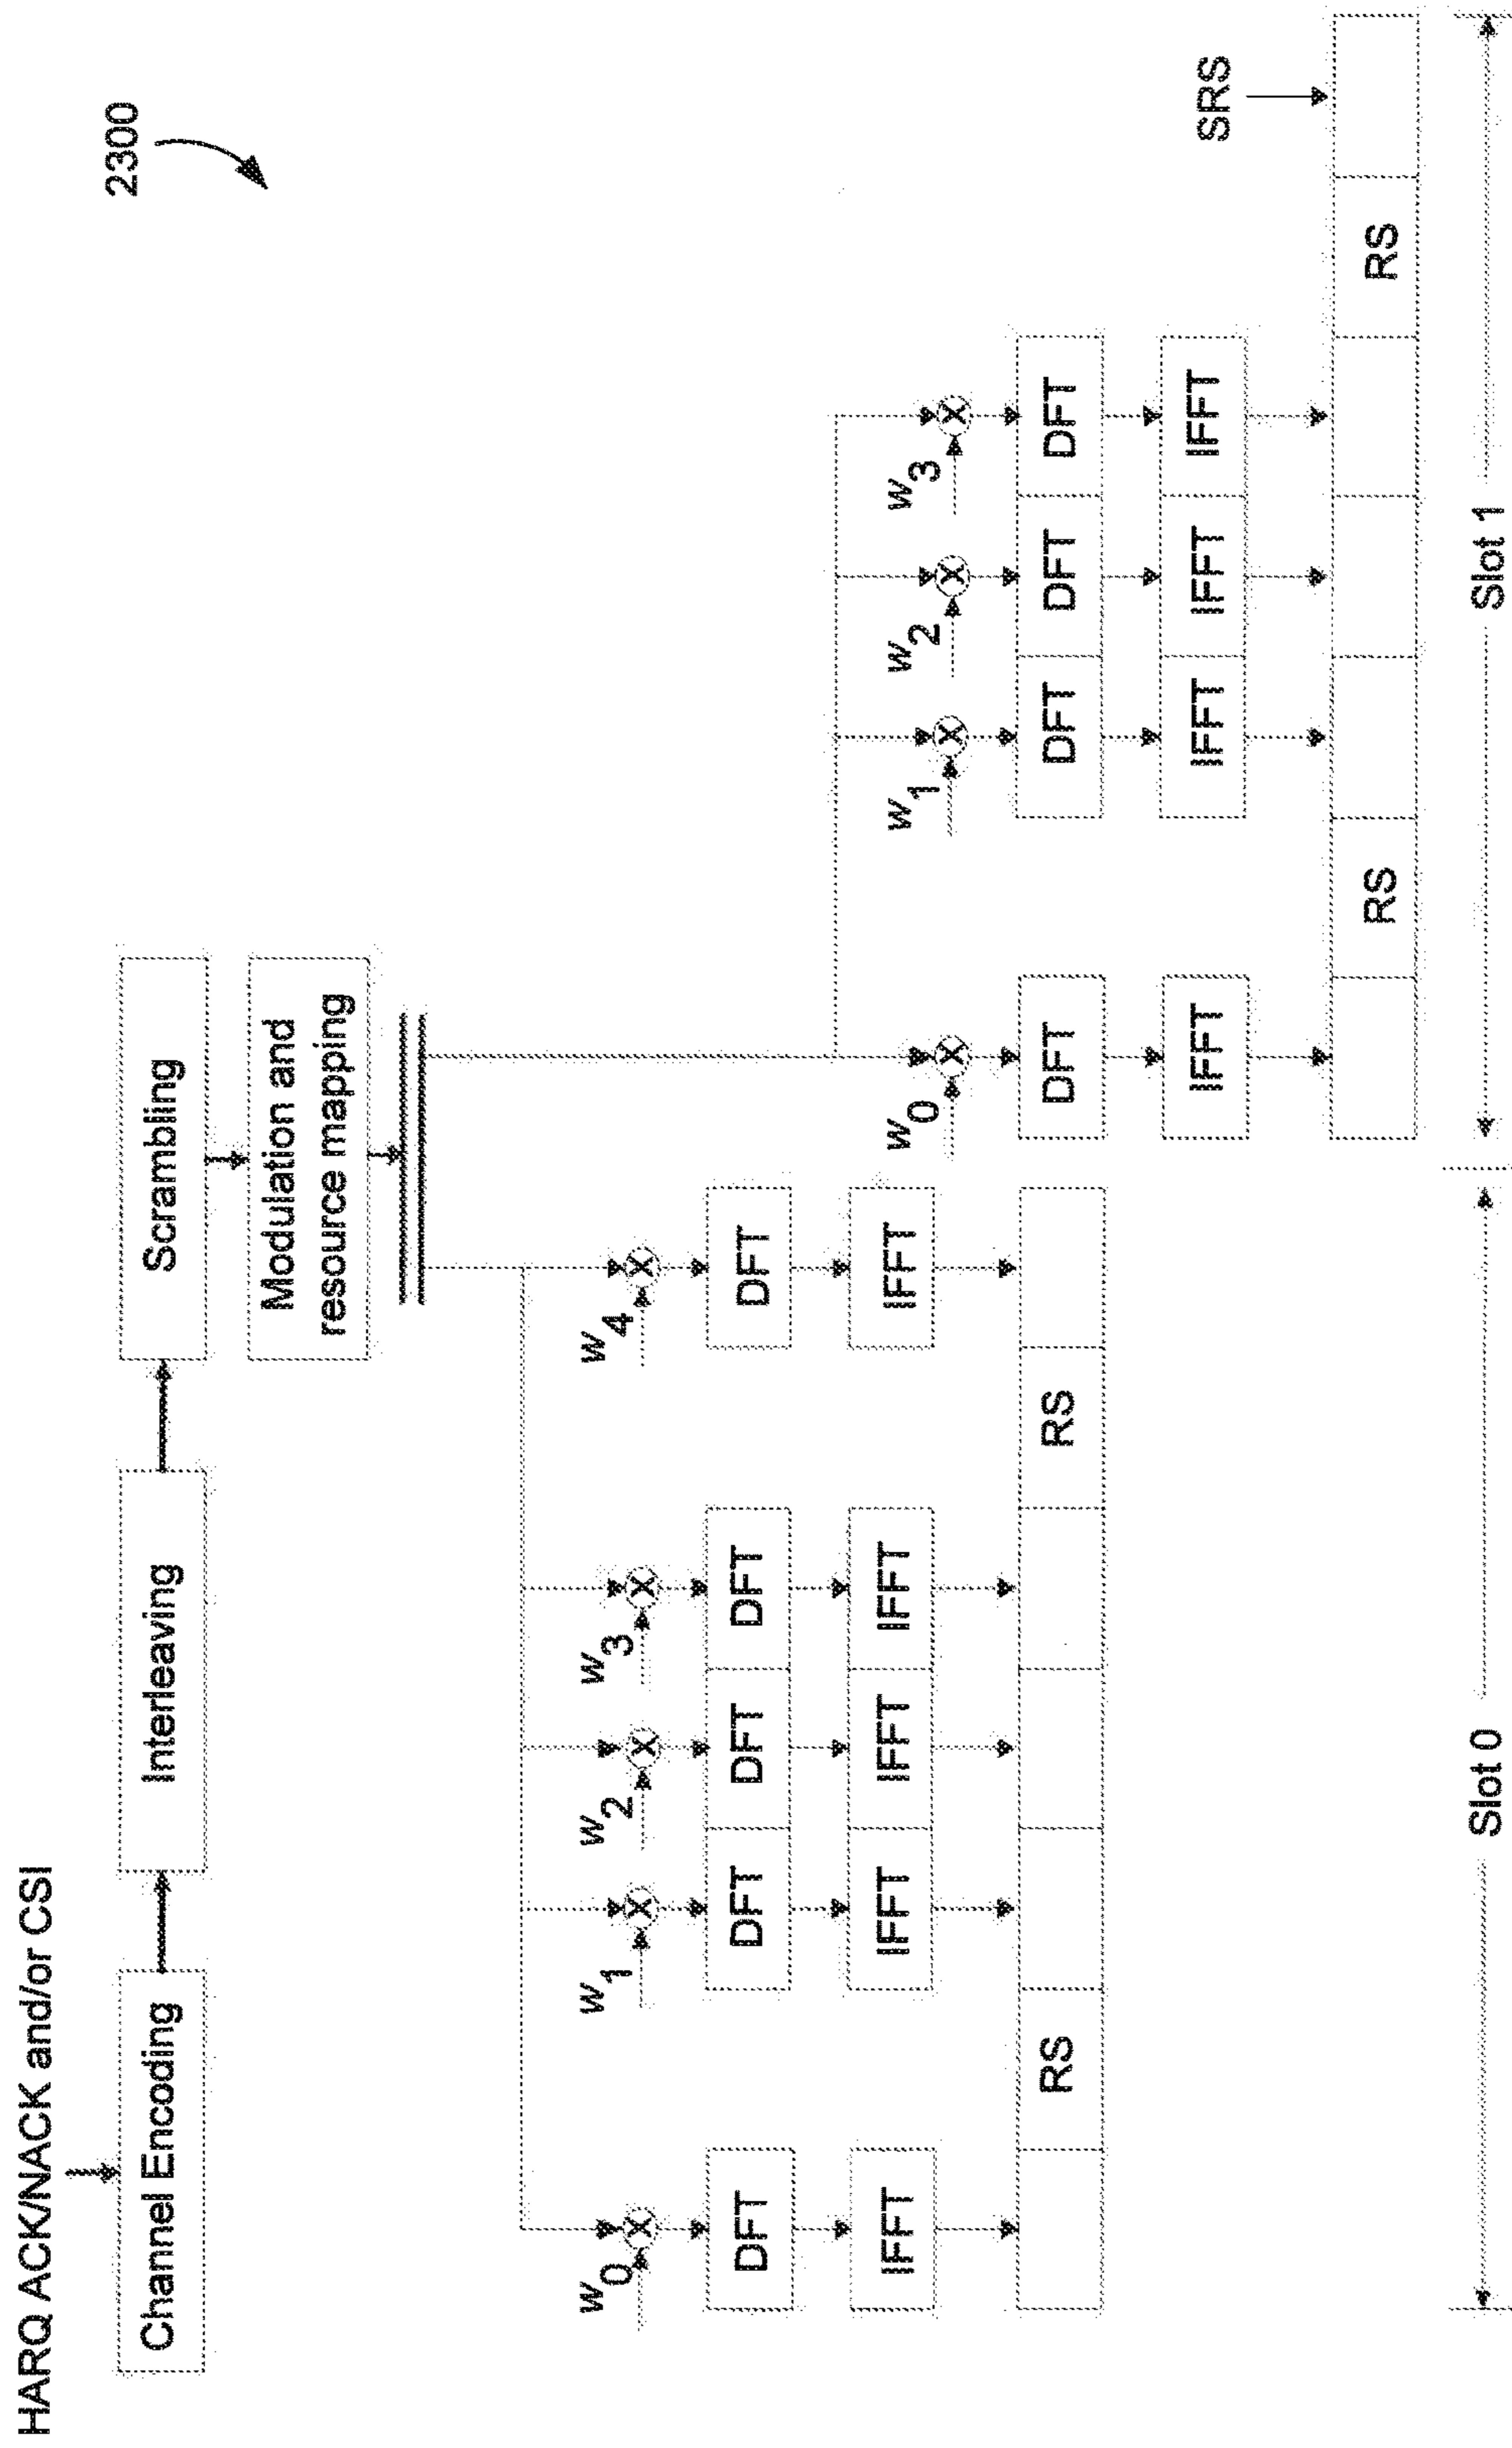 2300
HARQ ACK/NACK and/or CSI
Channel Encoding
Interleaving
Scrambling
Modulation and
resource mapping
w0
w1
w2
w3
w4
DFT
DFT
DFT
DFT
DFT
IFFT
IFFT
IFFT
IFFT
IFFT
RS
RS
w0
w1
w2
w3
DFT
DFT
DFT
DFT
IFFT
IFFT
IFFT
IFFT
SRS
RS
RS
Slot 0
Slot 1